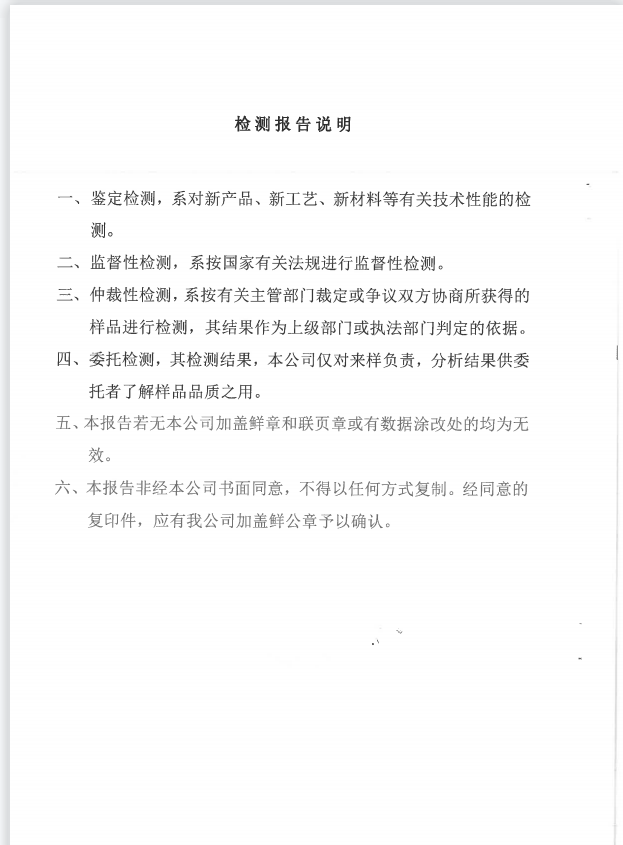 检测报告说明
一、鉴定检测，系对新产品、新工艺、新材料等有关技术性能的检
测。
二、监督性检测，系按国家有关法规进行监督性检测。
三、仲裁性检测，系按有关主管部门裁定或争议双方协商所获得的
样品进行检测，其结果作为上级部门或执法部门判定的依据。
四、委托检测，其检测结果，本公司仅对来样负责，分析结果供委
托者了解样品品质之用。
五、本报告若无本公司加盖鲜章和联页章或有数据涂改处的均为无
效。
六、本报告非经本公司书面同意，不得以任何方式复制。经同意的
复印件，应有我公司加盖鲜公章予以确认。